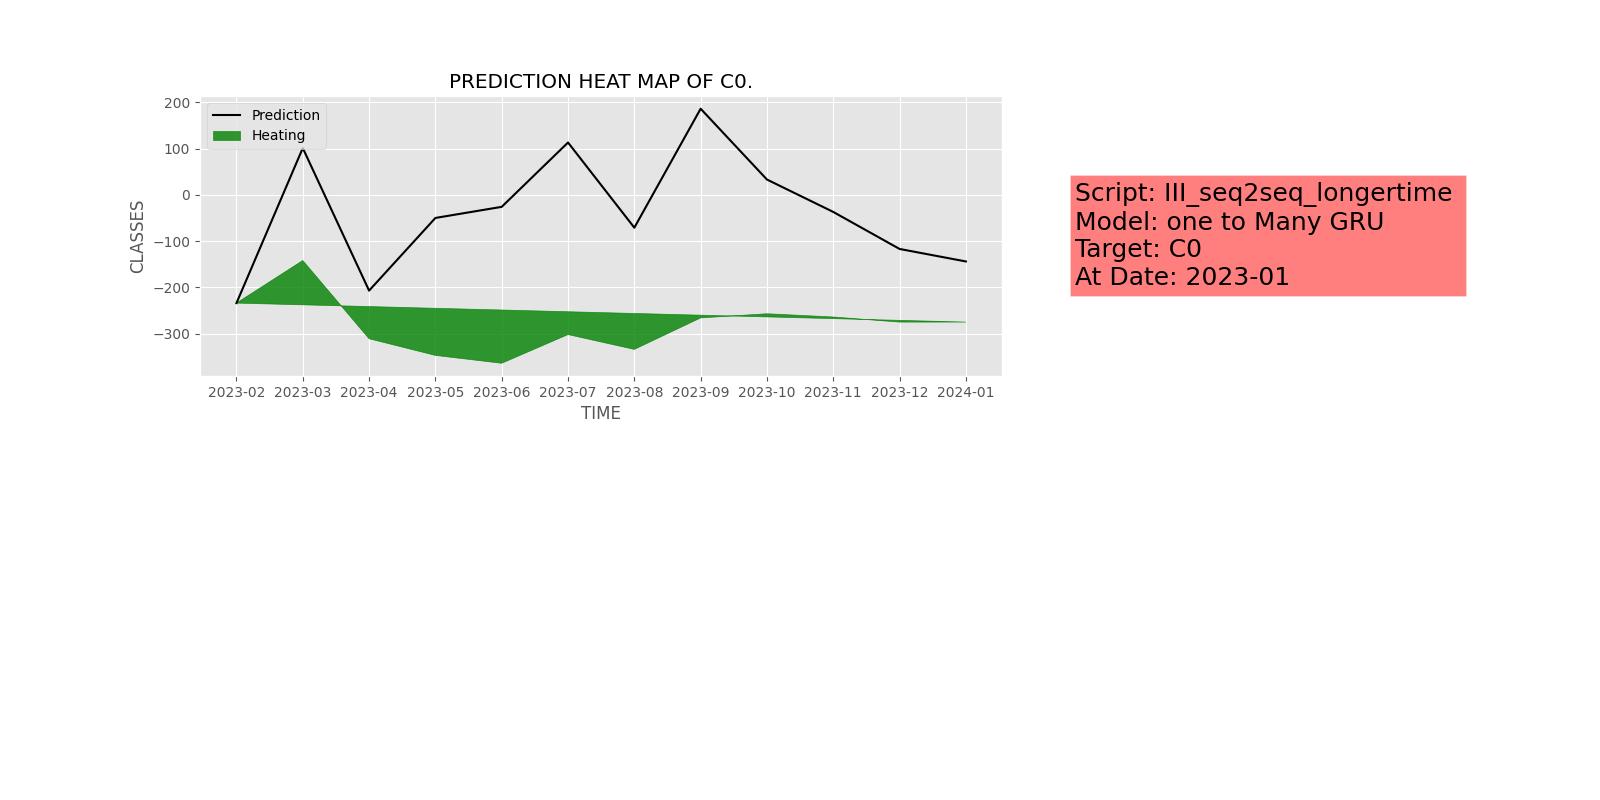 PREDICTION HEAT MAP OF C0.
Prediction
Heating
CLASSES
200
100
0
−100
−200
−300
2023-02 2023-03 2023-04 2023-05 2023-06 2023-07 2023-08 2023-09 2023-10 2023-11 2023-12 2024-01
TIME
Script: III_seq2seq_longertime
Model: one to Many GRU
Target: C0
At Date: 2023-01